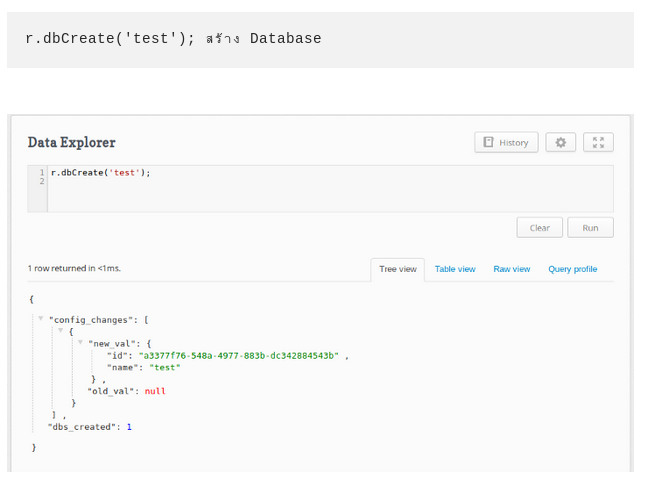 r.dbCreate('test'); สร้าง Database
Data Explorer
History
1 r.dbCreate('test');
2
Clear Run
1 row returned in <1ms.
Tree view Table view Raw view Query profile
{
"config_changes": [
{
"new_val": {
"id": "a3377f76-548a-4977-883b-dc342884543b" ,
"name": "test"
} ,
"old_val": null
}
] ,
"dbs_created": 1
}